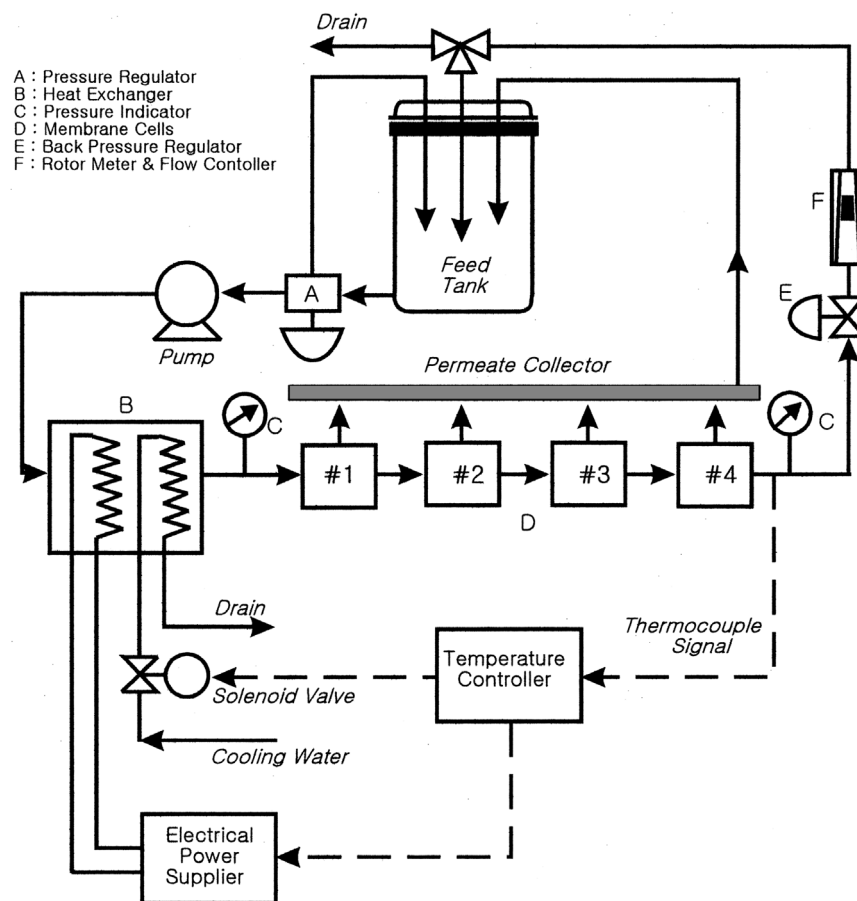 Drain
A : Pressure Regulator
B : Heat Exchanger
C : Pressure Indicator
D : Membrane Cells
E : Back Pressure Regulator
F : Rotor Meter & Flow Contoller
F
Feed
Tank
A
E
Pump
Permeate Collector
B
C
C
#1
#2
#3
#4
D
Drain
Thermocouple
Signal
Temperature
Controller
Solenoid Valve
Cooling Water
Electrical
Power
Supplier